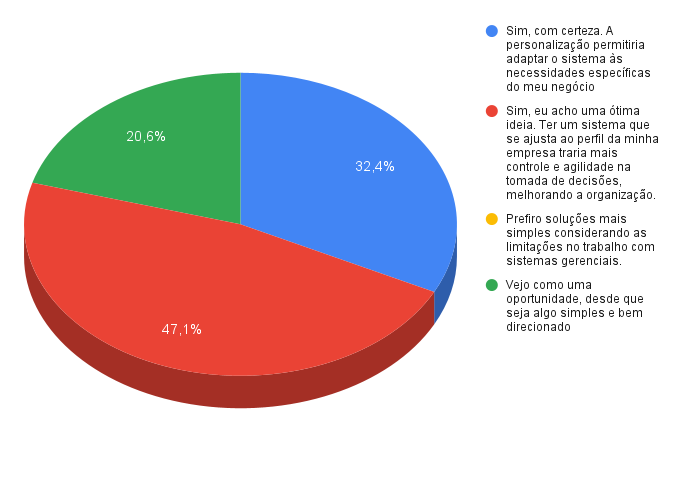 Sim, com certeza. A
personalização permitiria
adaptar o sistema às
necessidades específicas
do meu negócio
Sim, eu acho uma ótima
ideia. Ter um sistema que
se ajusta ao perfil da minha
empresa traria mais
controle e agilidade na
tomada de decisões,
melhorando a organização.
Prefiro soluções mais
simples considerando as
limitações no trabalho com
sistemas gerenciais.
Vejo como uma
oportunidade, desde que
seja algo simples e bem
direcionado
20,6%
32,4%
47,1%